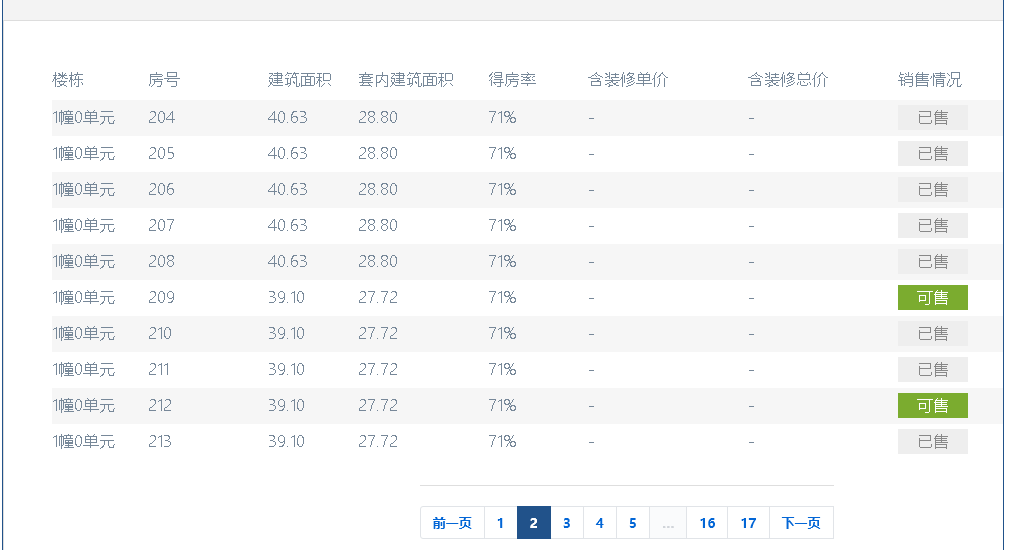 楼栋 房号 建筑面积 套内建筑面积 得房率 含装修单价 含装修总价 销售情况
1幢0单元 204 40.63 28.80 71% - - 已售
1幢0单元 205 40.63 28.80 71% - - 已售
1幢0单元 206 40.63 28.80 71% - - 已售
1幢0单元 207 40.63 28.80 71% - - 已售
1幢0单元 208 40.63 28.80 71% - - 已售
1幢0单元 209 39.10 27.72 71% - - 可售
1幢0单元 210 39.10 27.72 71% - - 已售
1幢0单元 211 39.10 27.72 71% - - 已售
1幢0单元 212 39.10 27.72 71% - - 可售
1幢0单元 213 39.10 27.72 71% - - 已售
前一页 1 2 3 4 5 ... 16 17 下一页